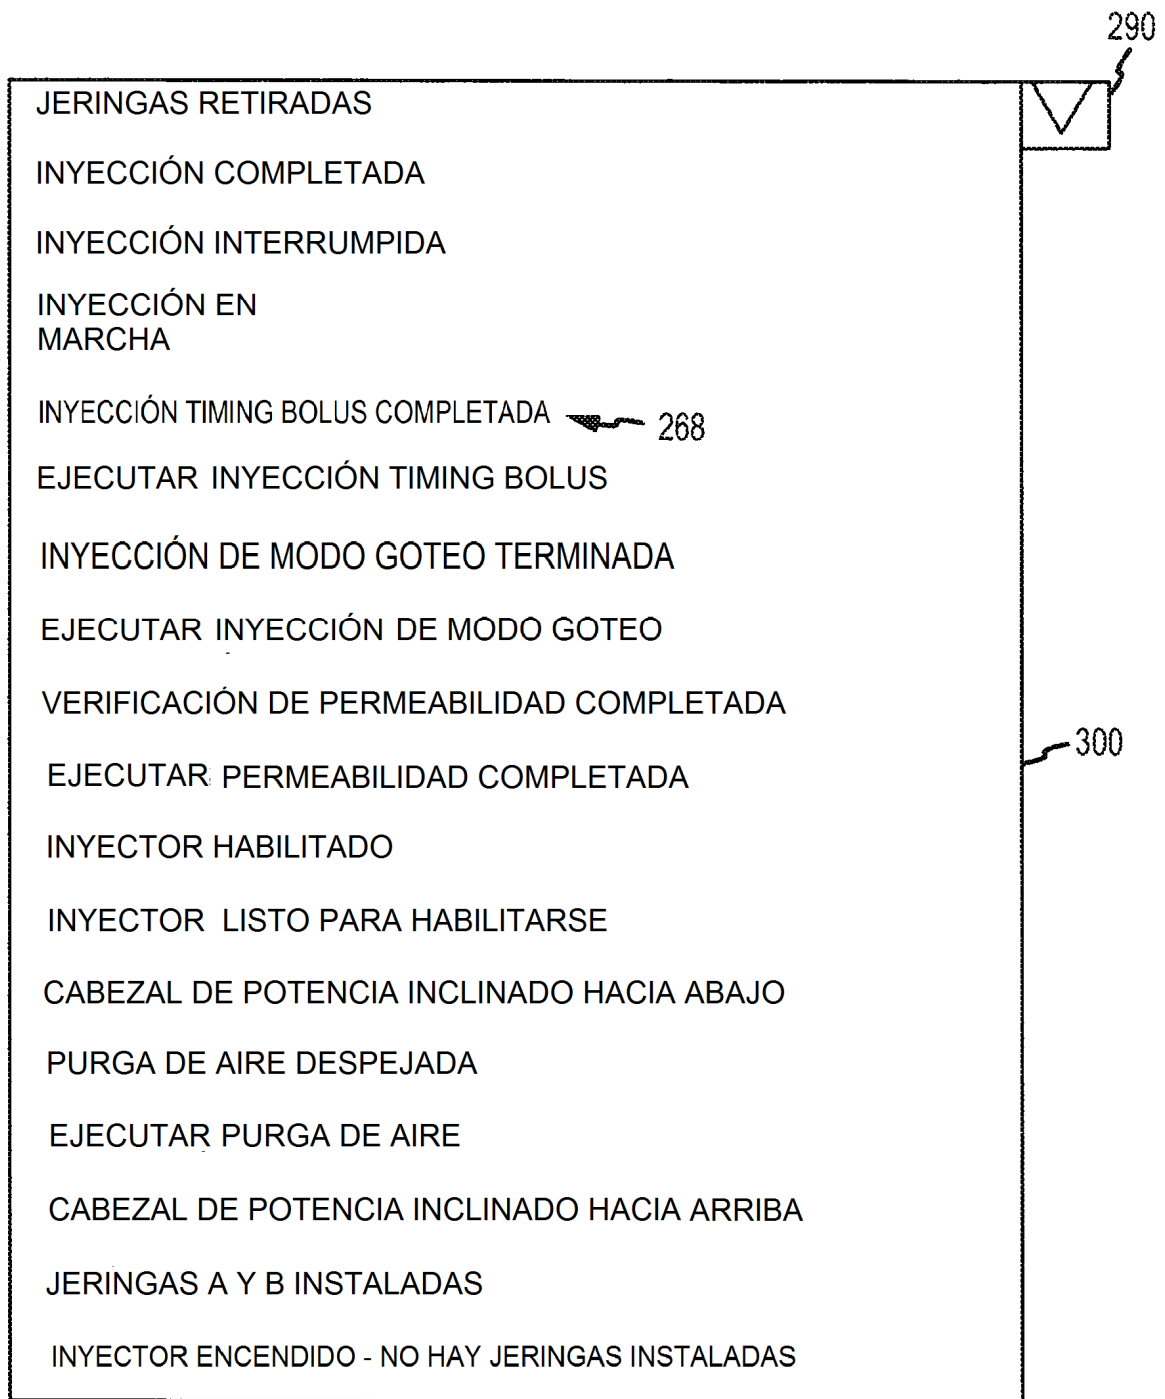 290
JERINGAS RETIRADAS
INYECCIÓN COMPLETADA
INYECCIÓN INTERRUMPIDA
INYECCIÓN EN
MARCHA
INYECCIÓN TIMING BOLUS COMPLETADA
268
EJECUTAR INYECCIÓN TIMING BOLUS
INYECCIÓN DE MODO GOTEO TERMINADA
EJECUTAR INYECCIÓN DE MODO GOTEO
VERIFICACIÓN DE PERMEABILIDAD COMPLETADA
300
EJECUTAR PERMEABILIDAD COMPLETADA
INYECTOR HABILITADO
INYECTOR LISTO PARA HABILITARSE
CABEZAL DE POTENCIA INCLINADO HACIA ABAJO
PURGA DE AIRE DESPEJADA
EJECUTAR PURGA DE AIRE
CABEZAL DE POTENCIA INCLINADO HACIA ARRIBA
JERINGAS A Y B INSTALADAS
INYECTOR ENCENDIDO - NO HAY JERINGAS INSTALADAS